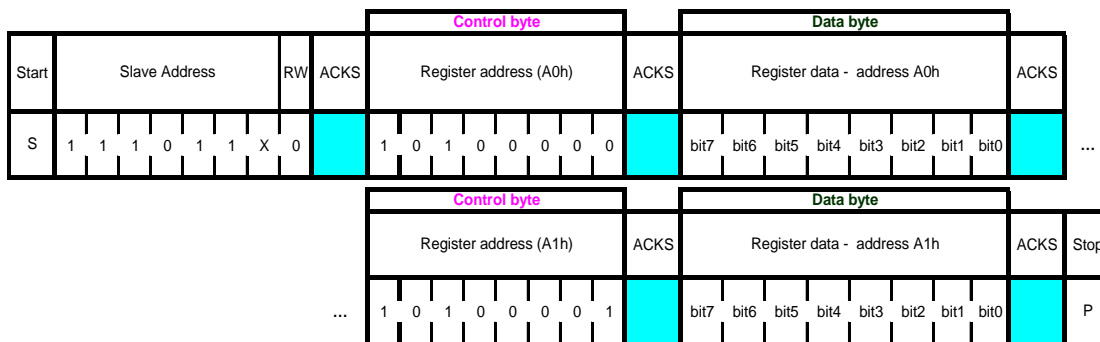 Control byte Data byte
Start Slave Address RW ACKS Register address (A0h) ACKS Register data - address A0h ACKS
S 1 1 1 0 1 1 X 0 1 0 1 0 0 0 0 0 bit7 bit6 bit5 bit4 bit3 bit2 bit1 bit0 ...
Control byte Data byte
Register address (A1h) ACKS Register data - address A1h ACKS Stop
... 1 0 1 0 0 0 0 1 bit7 bit6 bit5 bit4 bit3 bit2 bit1 bit0 P